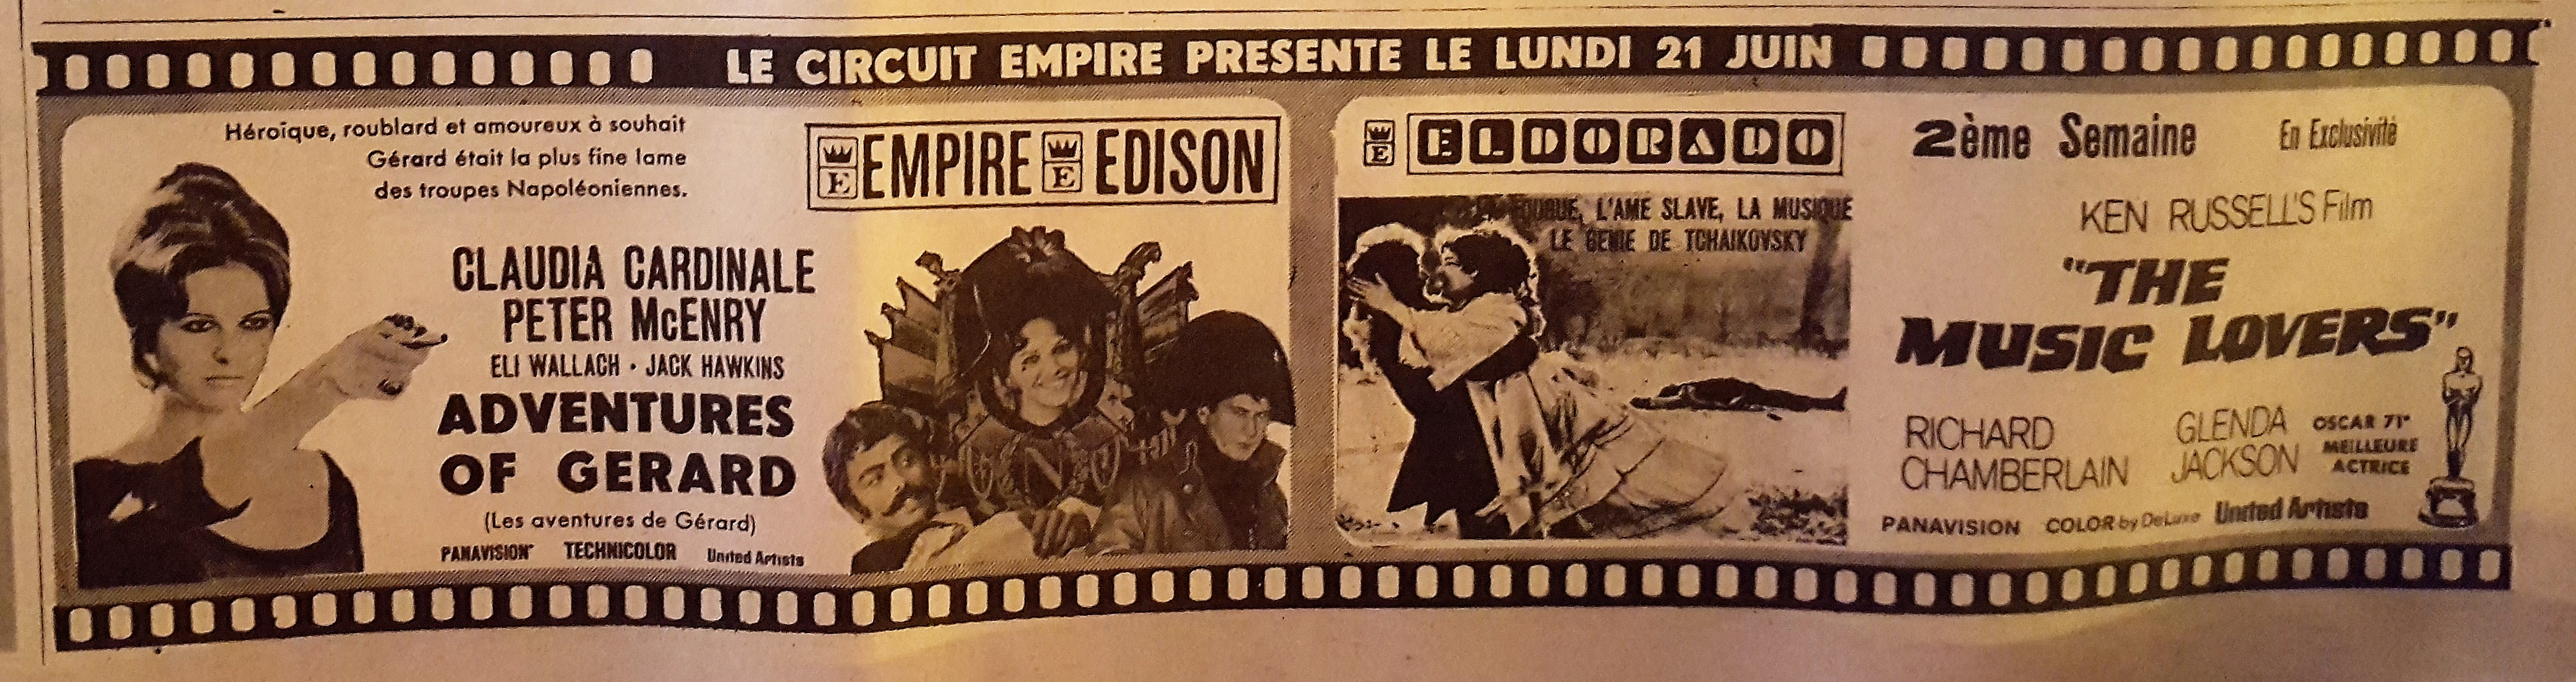 LE CIRCUIT EMPIRE PRESENTE LE LUNDI 21 JUIN
Héroïque, roublard et amoureux à souhait
Gérard était la plus fine lame
des troupes Napoléoniennes.
E EMPIRE E EDISON
CLAUDIA CARDINALE
PETER McENRY
ELI WALLACH · JACK HAWKINS
ADVENTURES
OF GERARD
(Les aventures de Gérard)
PANAVISION® TECHNICOLOR United Artists
N
E ELDORADO
L'AME SLAVE, LA MUSIQUE
LE GENIE DE TCHAIKOVSKY
2ème Semaine En Exclusivité
KEN RUSSELL'S Film
"THE
MUSIC LOVERS"
RICHARD
CHAMBERLAIN
GLENDA
JACKSON
OSCAR 71
MEILLEURE
ACTRICE
PANAVISION COLOR by DeLuxe United Artists